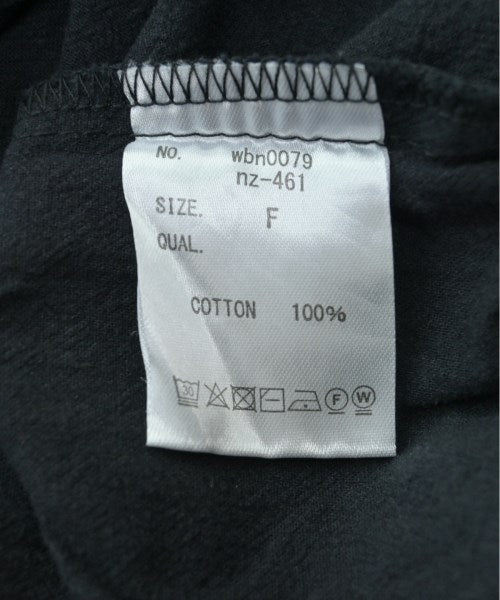 NO. wbn0079
nz-461
SIZE. F
QUAL.
COTTON 100%
30 F W